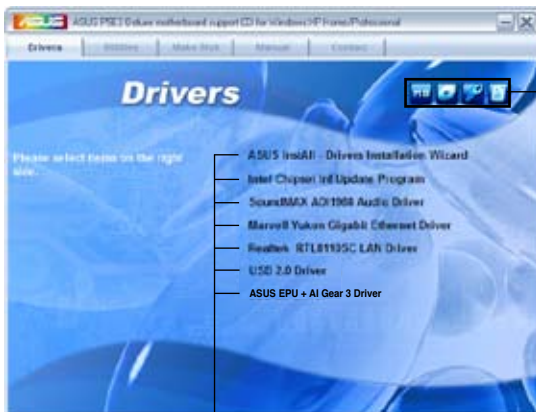 ASUS P5E3 Deluxe motherboard support CD for Windows XP Home/Professional
Drivers Utilities Make Disk Manual Contact
Drivers
Please select items on the right
side.
ASUS InstAll - Drivers Installation Wizard
Intel Chipset Inf Update Program
SoundMAX ADI1988 Audio Driver
Marvell Yukon Gigabit Ethernet Driver
Realtek RTL8110SC LAN Driver
USB 2.0 Driver
ASUS EPU + AI Gear 3 Driver